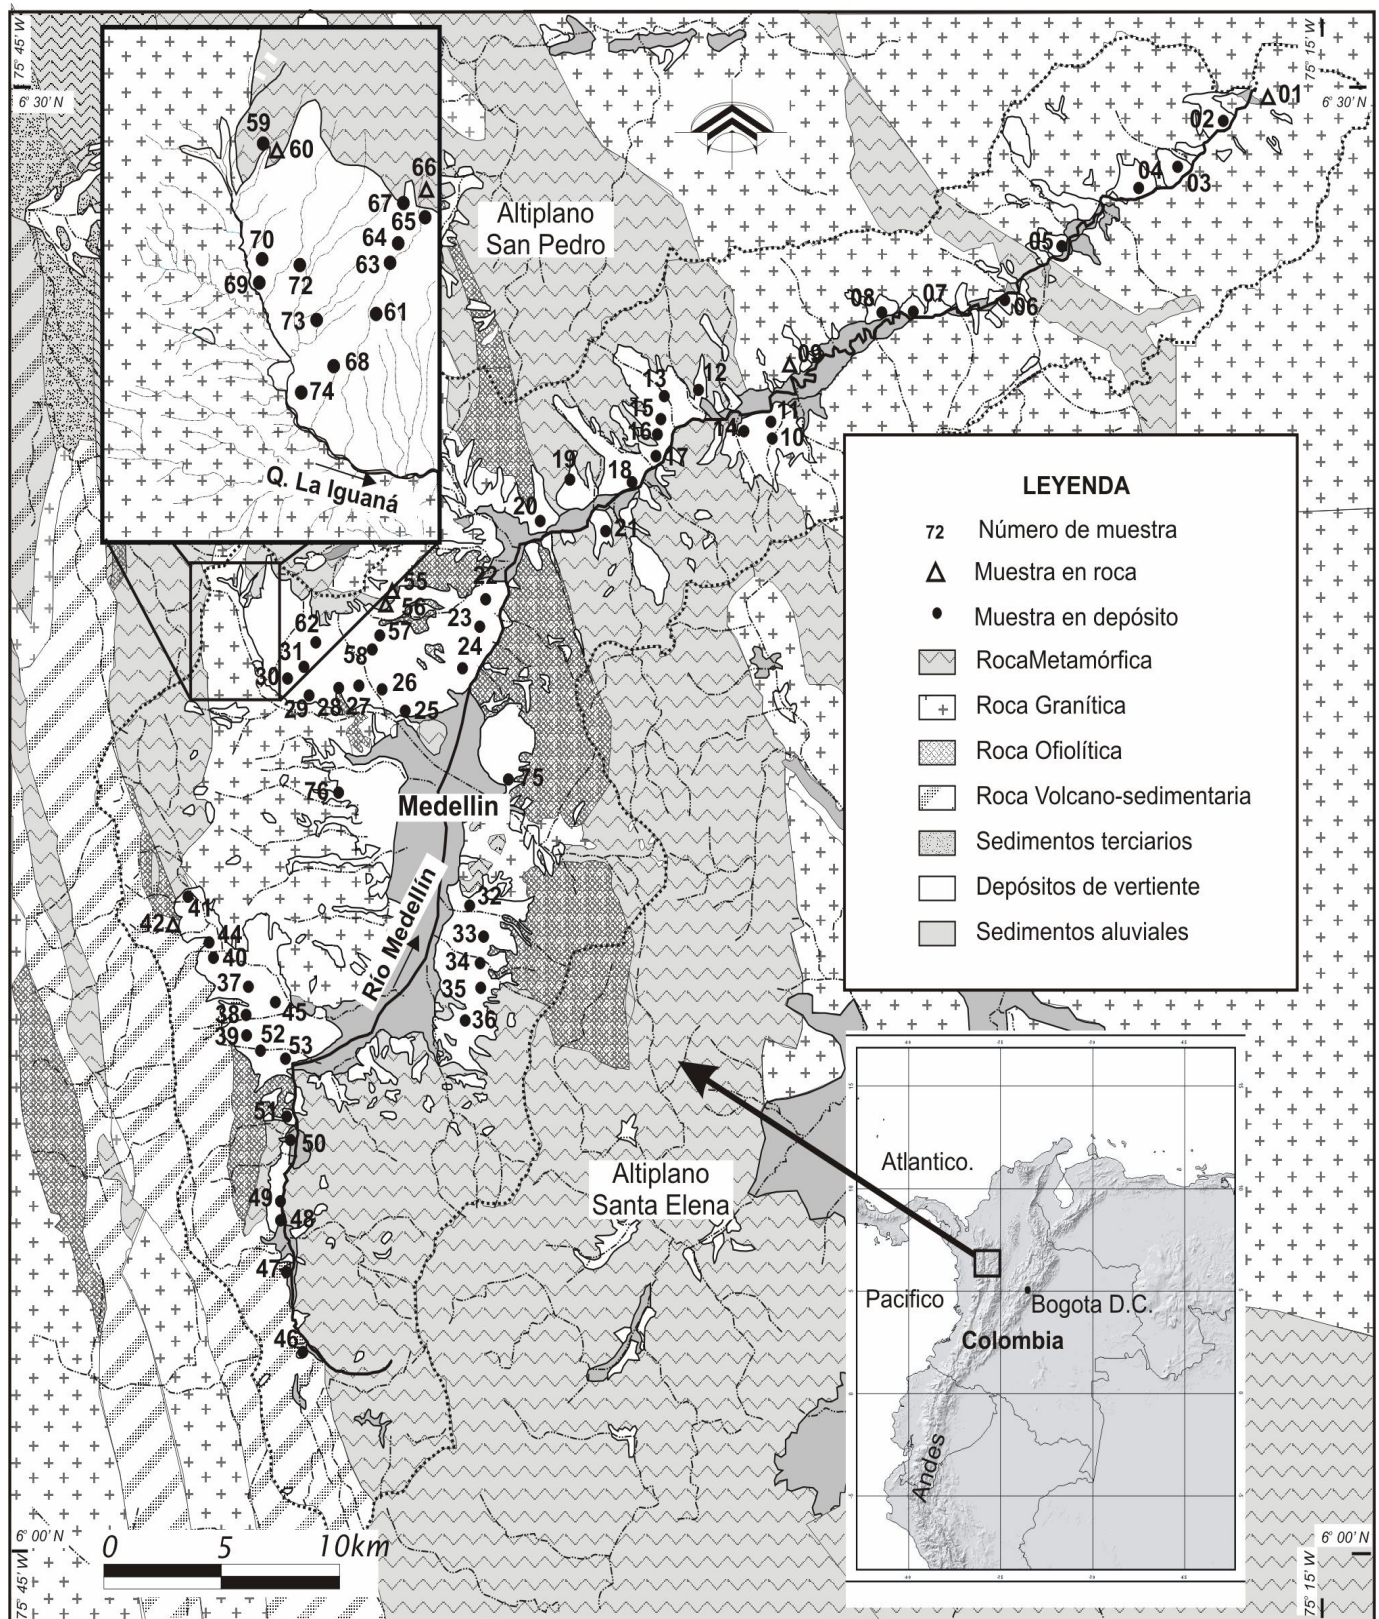 75° 45' W
6° 30' N
75° 15' W
6° 30' N
59
60
66
67
65
70
64
63
69
72
73
61
68
74
Q. La Iguaná
Altiplano
San Pedro
01
02
04
03
05
08
07
06
09
13
12
15
11
16
14
10
17
19
18
20
21
55
22
56
62
57
23
31
58
24
30
26
29
28
27
25
76
75
Medellin
Río Medellín
32
41
42
44
33
40
34
37
35
38
45
36
39
52
53
51
50
49
48
47
46
Altiplano
Santa Elena
LEYENDA
72 Número de muestra
Muestra en roca
Muestra en depósito
RocaMetamórfica
Roca Granítica
Roca Ofiolítica
Roca Volcano-sedimentaria
Sedimentos terciarios
Depósitos de vertiente
Sedimentos aluviales
Atlantico.
Pacifico
Bogota D.C.
Colombia
Andes
6° 00' N
75° 45' W
0 5 10km
6° 00' N
75° 15' W